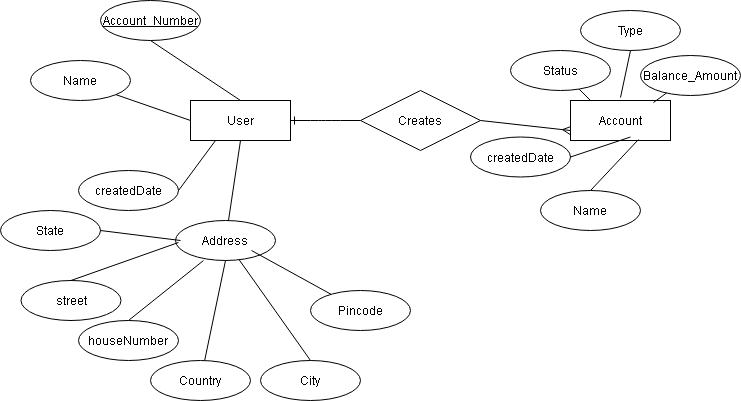 Account_Number
Type
Name
Status
Balance_Amount
User
Creates
Account
createdDate
createdDate
Name
State
Address
street
Pincode
houseNumber
Country
City